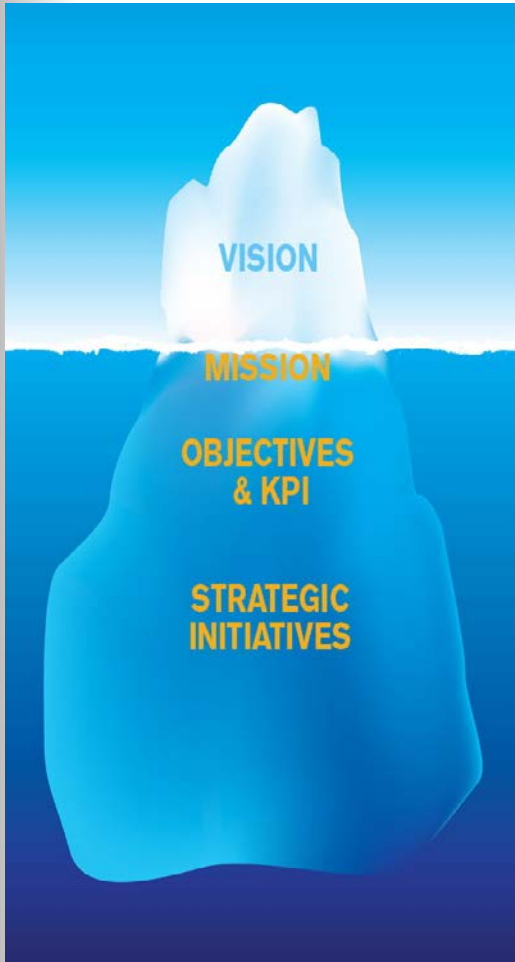 VISION
MISSION
OBJECTIVES
& KPI
STRATEGIC
INITIATIVES